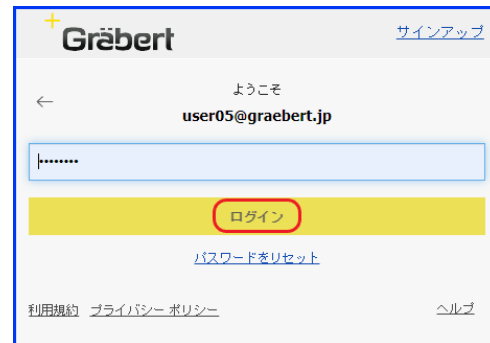 Gräbert
サインアップ
←
ようこそ
user05@graebert.jp
••••••••
ログイン
パスワードをリセット
利用規約 プライバシー ポリシー ヘルプ